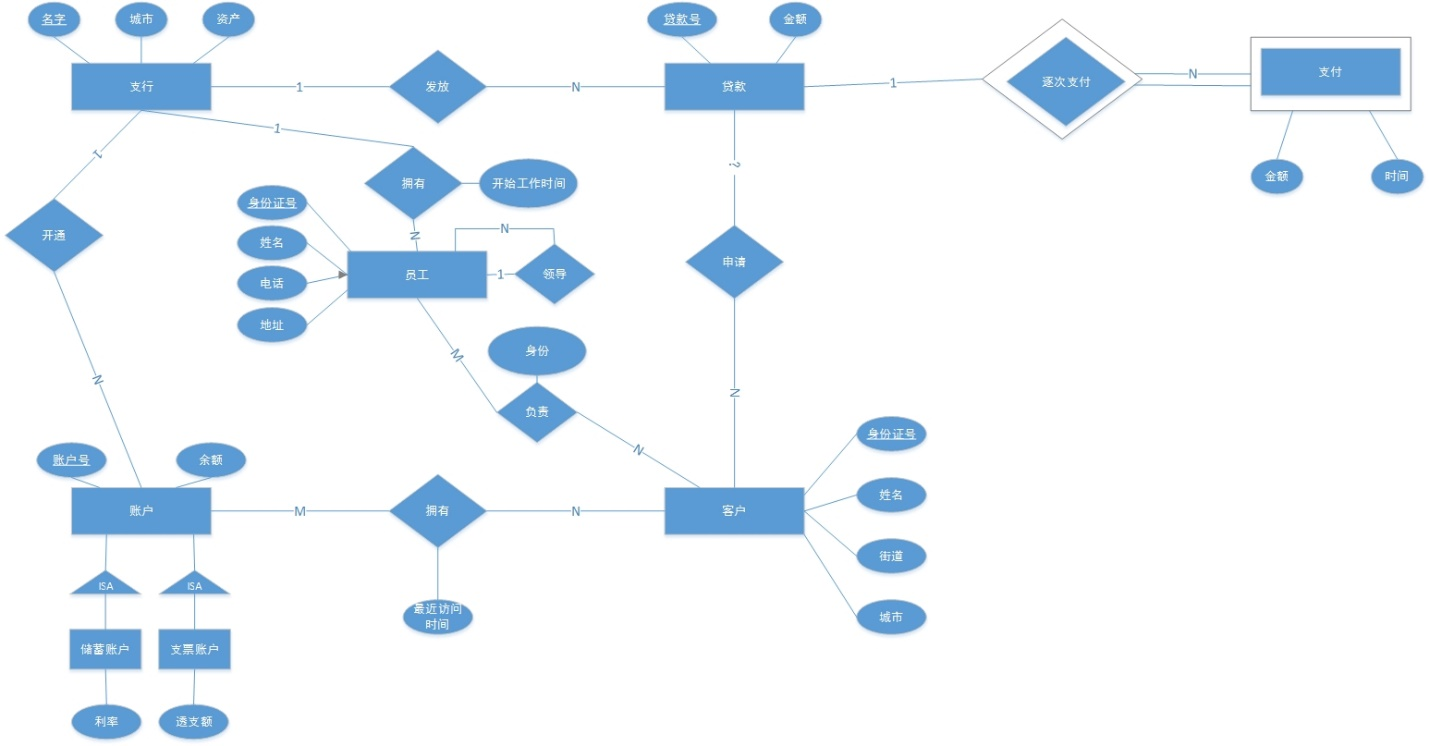 名字
城市
资产
贷款号
金额
支行
1
发放
N
贷款
1
逐次支付
N
支付
1
1
?
金额
时间
拥有
开始工作时间
身份证号
开通
姓名
N
N
员工
1
领导
申请
电话
地址
身份
M
N
负责
N
N
身份证号
账户号
余额
姓名
账户
M
拥有
N
客户
街道
ISA
ISA
最近访问
时间
城市
储蓄账户
支票账户
利率
透支额